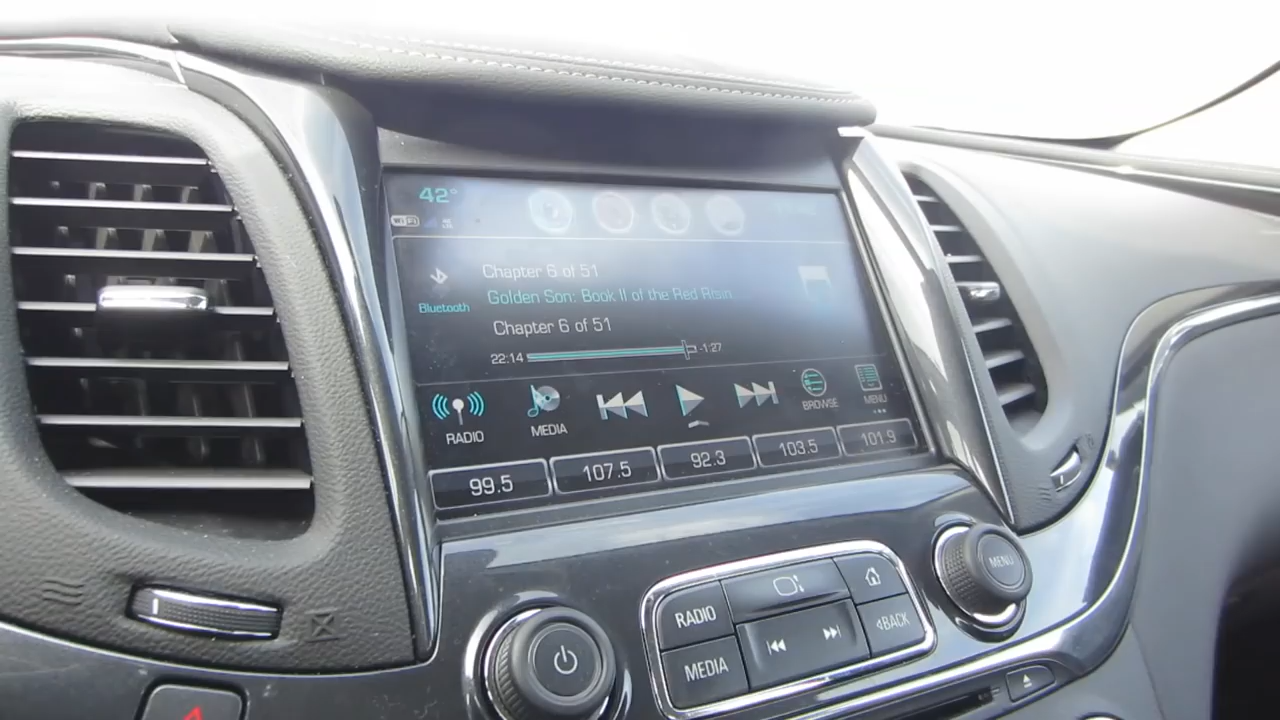 42°
WiFi
Chapter 6 of 51
Golden Son: Book II of the Red Risin
Bluetooth
Chapter 6 of 51
22:14 -1:27
RADIO MEDIA BROWSE MENU
99.5 107.5 92.3 103.5 101.9
RADIO
MEDIA
BACK
MENU